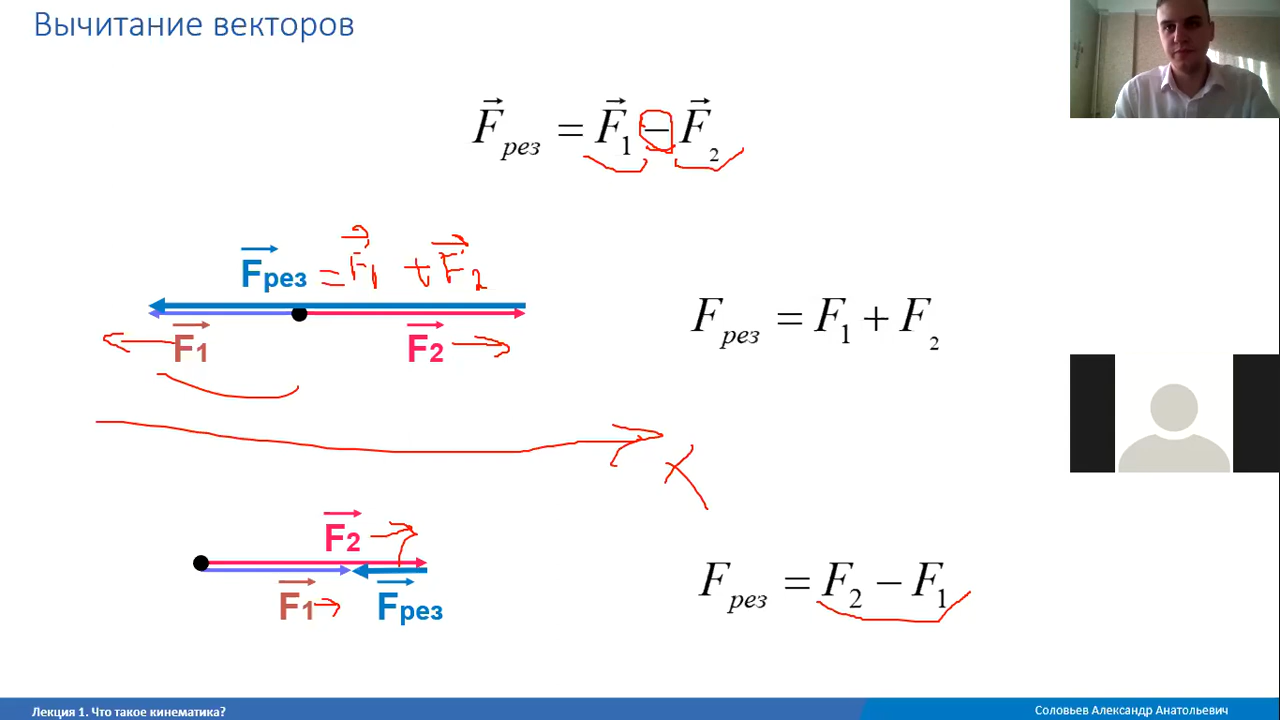 Вычитание векторов
F⃗рез = F⃗1 − F⃗2
F⃗рез = F⃗1 + F⃗2
F⃗1 F⃗2
Fрез = F1 + F2
X
F⃗2
F⃗1 F⃗рез
Fрез = F2 − F1
Лекция 1. Что такое кинематика? Соловьев Александр Анатольевич